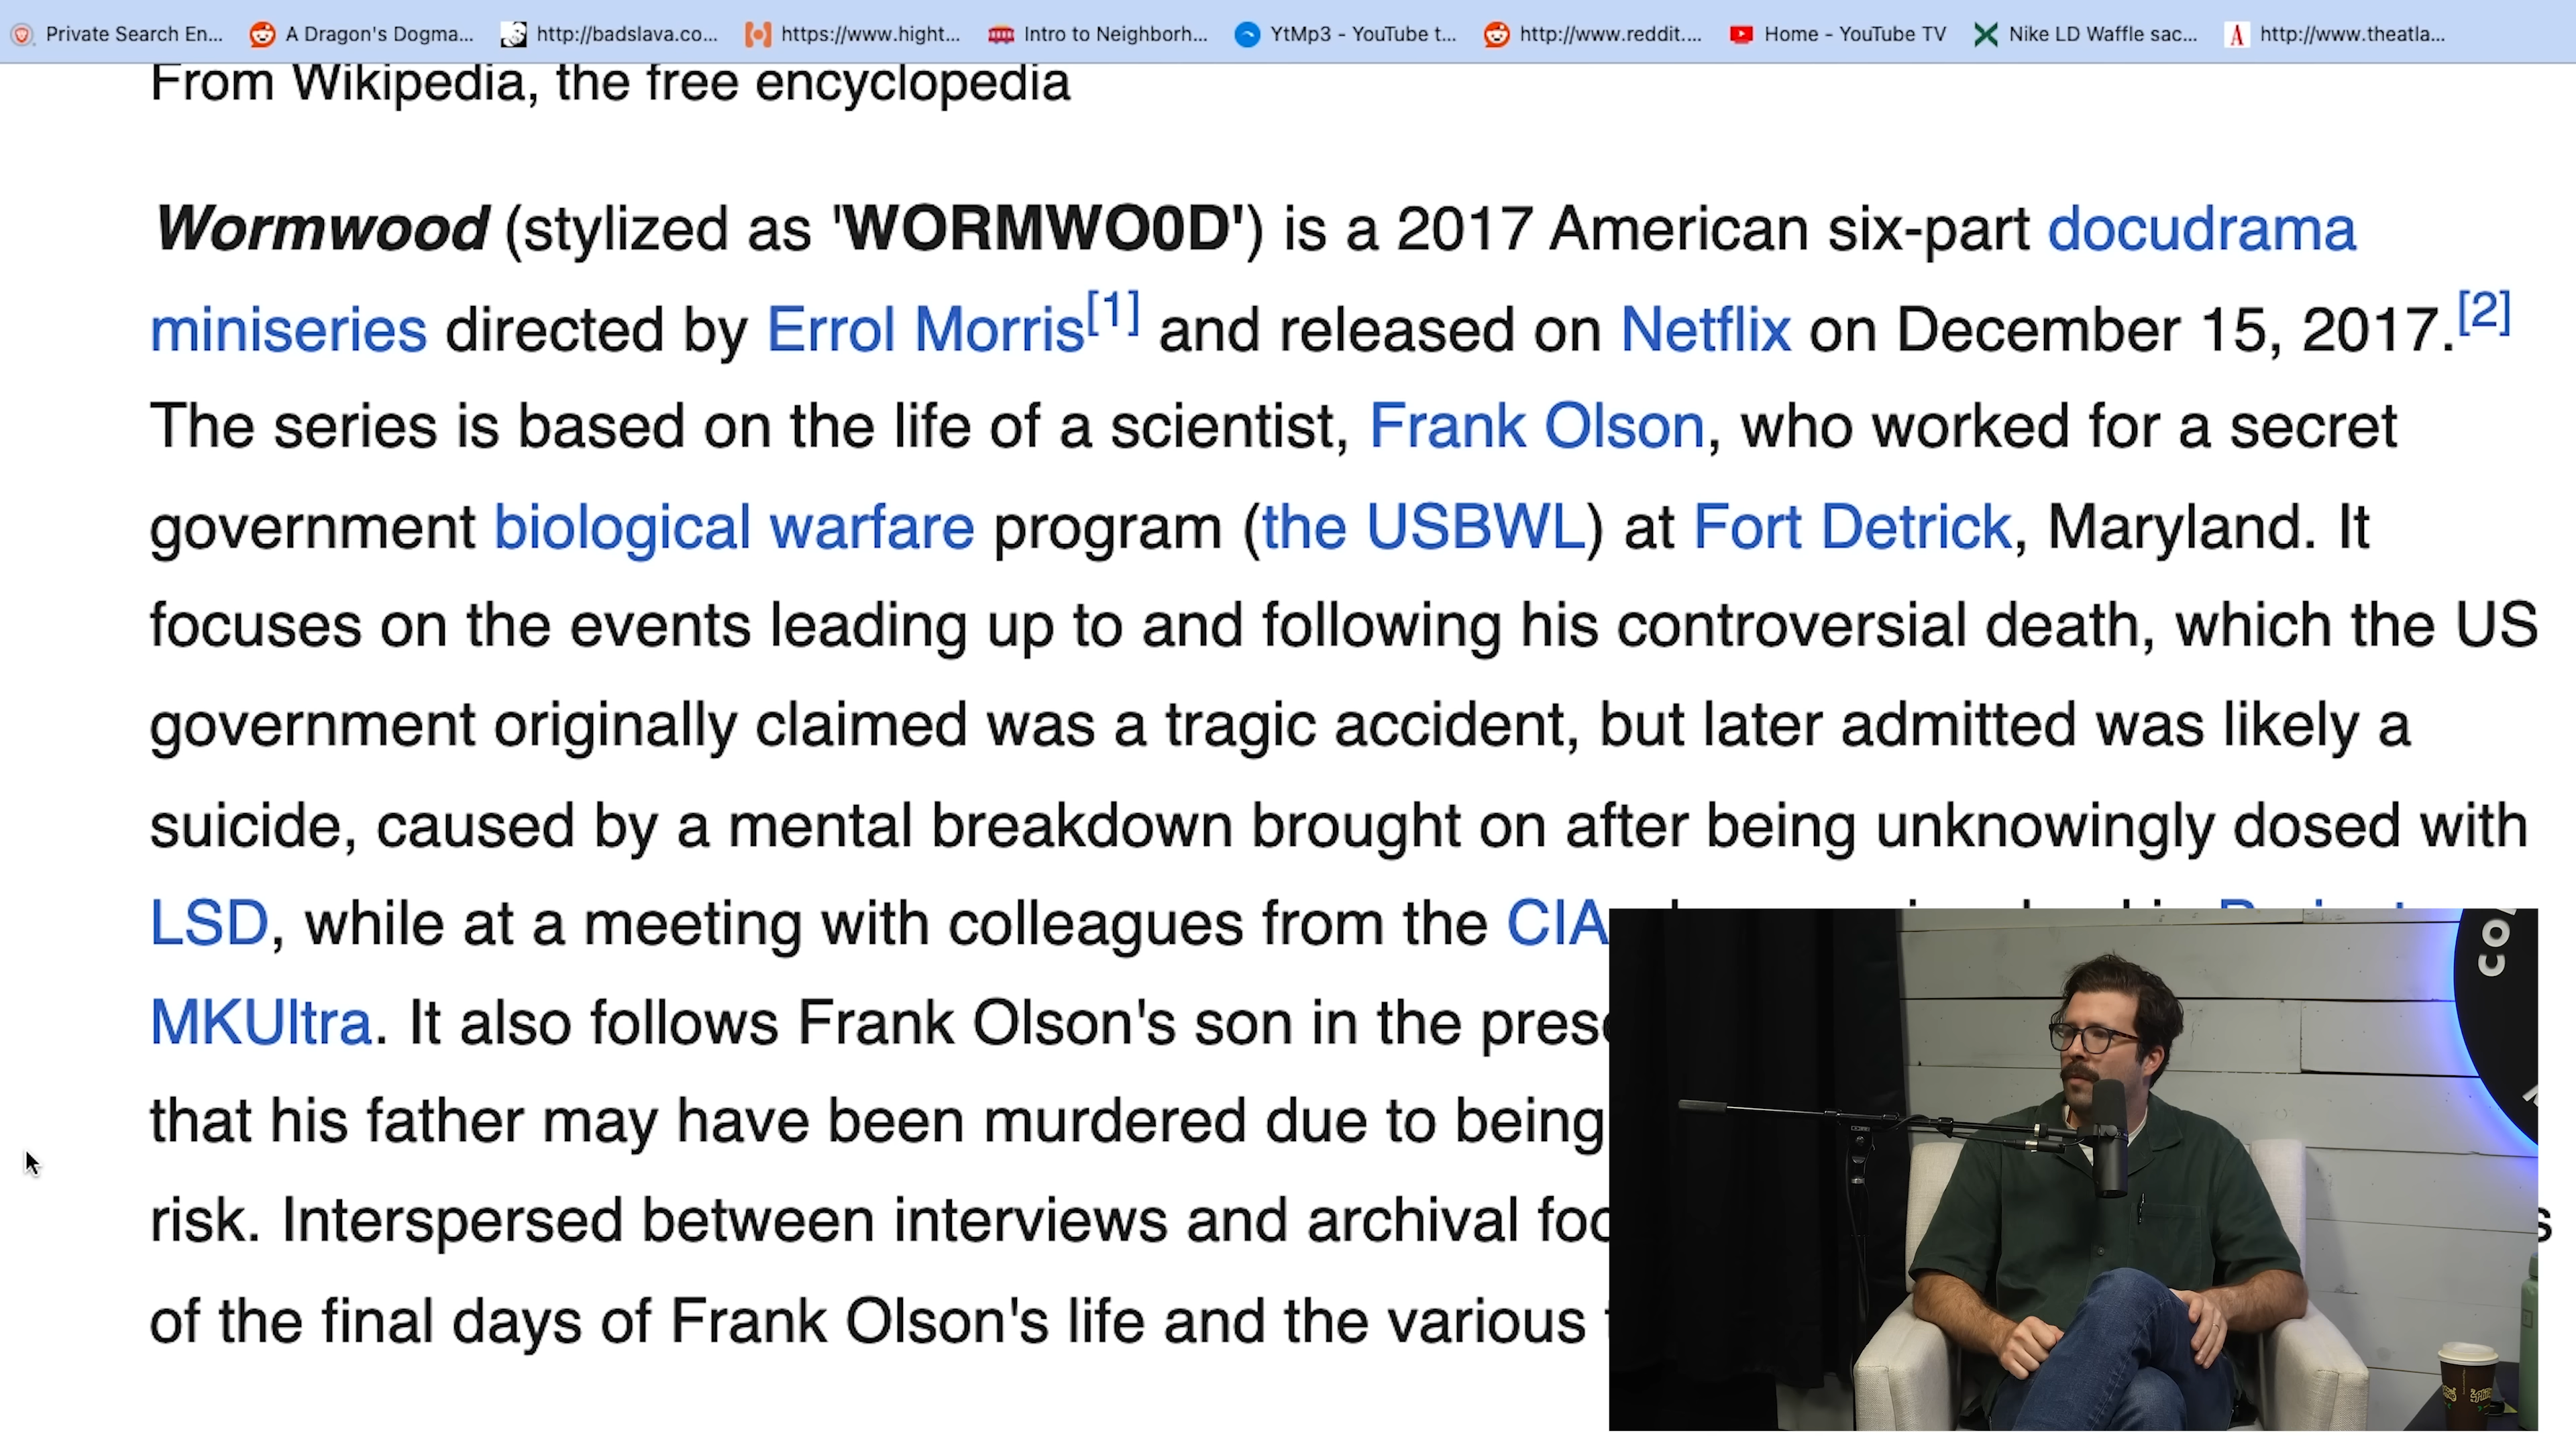 Private Search En... A Dragon's Dogma... http://badslava.co... https://www.hight... Intro to Neighborh... YtMp3 - YouTube t... http://www.reddit.... Home - YouTube TV Nike LD Waffle sac... http://www.theatla...
From Wikipedia, the free encyclopedia
Wormwood (stylized as 'WORMWO0D') is a 2017 American six-part docudrama
miniseries directed by Errol Morris[1] and released on Netflix on December 15, 2017.[2]
The series is based on the life of a scientist, Frank Olson, who worked for a secret
government biological warfare program (the USBWL) at Fort Detrick, Maryland. It
focuses on the events leading up to and following his controversial death, which the US
government originally claimed was a tragic accident, but later admitted was likely a
suicide, caused by a mental breakdown brought on after being unknowingly dosed with
LSD, while at a meeting with colleagues from the CIA
MKUltra. It also follows Frank Olson's son in the
that his father may have been murdered due to being
risk. Interspersed between interviews and archival
of the final days of Frank Olson's life and the various